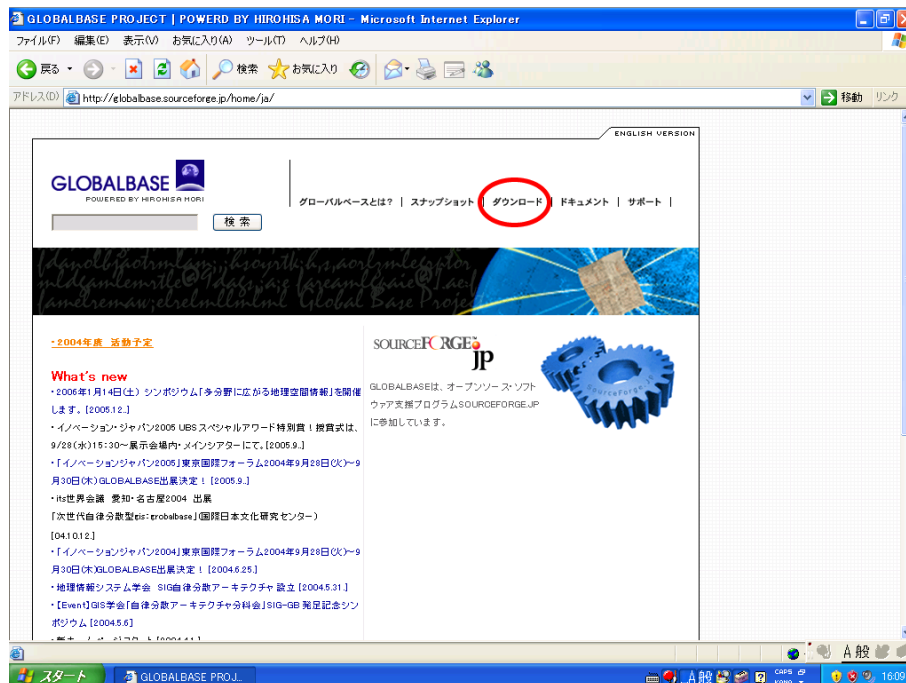 GLOBALBASE PROJECT | POWERD BY HIROHISA MORI - Microsoft Internet Explorer
ファイル(F) 編集(E) 表示(V) お気に入り(A) ツール(T) ヘルプ(H)
戻る 検索 お気に入り
アドレス(D) http://globalbase.sourceforge.jp/home/ja/ 移動 リンク
ENGLISH VERSION
GLOBALBASE
POWERED BY HIROHISA MORI
グローバルベースとは? | スナップショット | ダウンロード | ドキュメント | サポート |
検 索
Global Base Proje
・2004年度 活動予定
What's new
・2006年1月14日(土) シンポジウム「多分野に広がる地理空間情報」を開催
します。[2005.12.]
・イノベーション・ジャパン2005 UBSスペシャルアワード特別賞!授賞式は、
9/28(水)15:30〜展示会場内・メインシアターにて。[2005.9.]
・「イノベーションジャパン2005」東京国際フォーラム2004年9月28日(火)〜9
月30日(木) GLOBALBASE出展決定! [2005.9.]
・its世界会議 愛知・名古屋2004 出展
「次世代自律分散型gis:grobalbase」(国際日本文化研究センター)
[04.10.12.]
・「イノベーションジャパン2004」東京国際フォーラム2004年9月28日(火)〜9
月30日(木)GLOBALBASE出展決定! [2004.6.25.]
・地理情報システム学会 SIG自律分散アーキテクチャ 設立 [2004.5.31.]
・【Event】GIS学会「自律分散アーキテクチャ分科会」SIG-GB 発足記念シン
ポジウム [2004.5.6]
SOURCEFORGE
JP
GLOBALBASEは、オープンソース・ソフト
ウァア支援プログラムSOURCEFORGE.JP
に参加しています。
SourceForge.JP
A 般
スタート GLOBALBASE PROJ... A 般 CAPS KANA 16:09